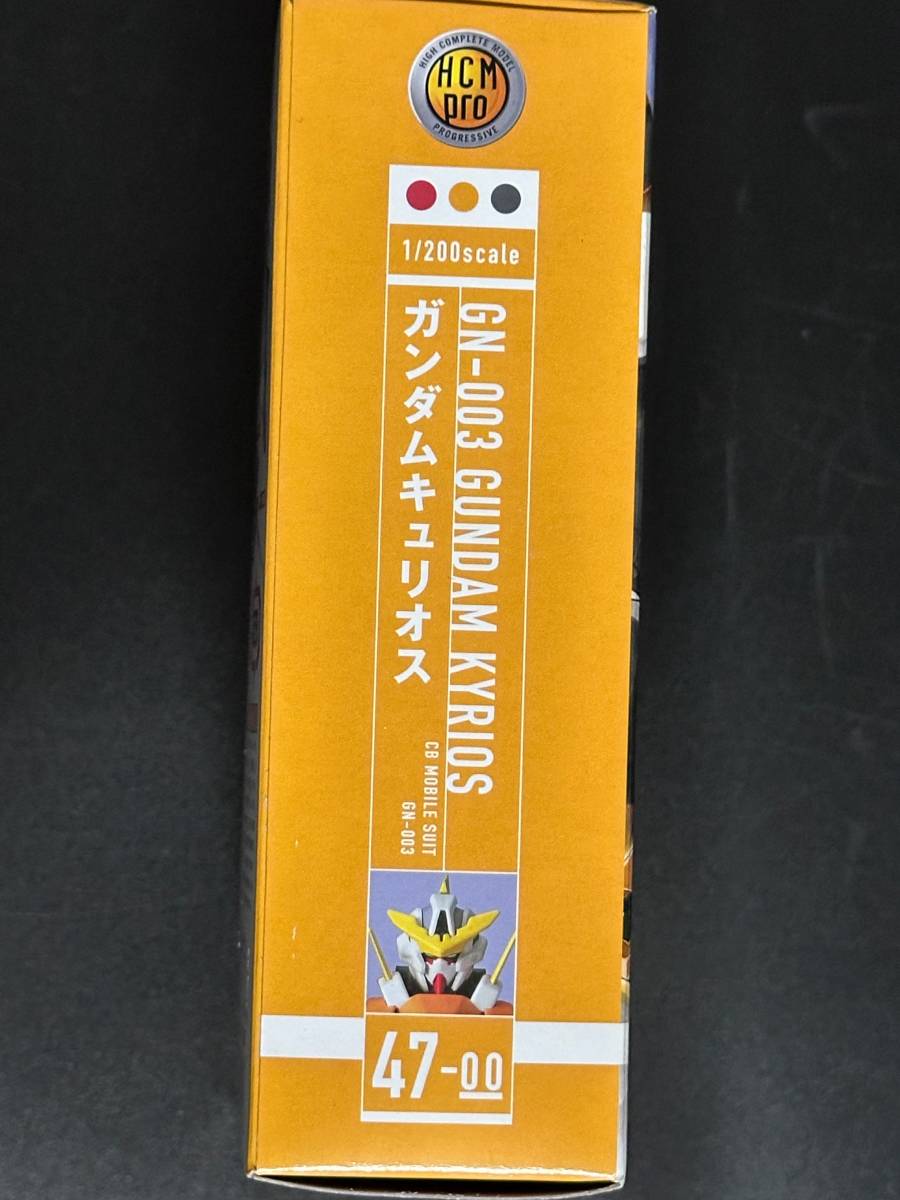 HIGH COMPLETE MODEL
HCM
pro
PROGRESSIVE
1/200scale
GN-003 GUNDAM KYRIOS
ガンダムキュリオス
CB MOBILE SUIT
GN-003
47-00